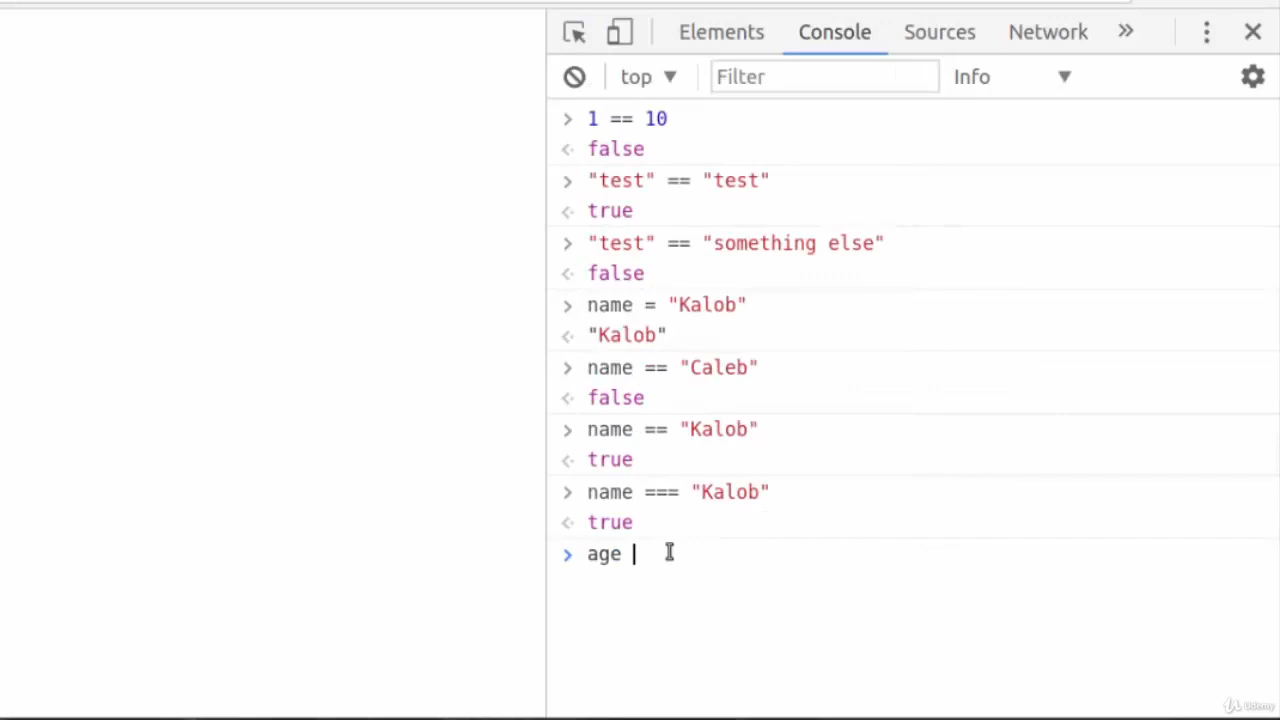 Elements Console Sources Network »
top Filter Info
> 1 == 10
false
> "test" == "test"
true
> "test" == "something else"
false
> name = "Kalob"
"Kalob"
> name == "Caleb"
false
> name == "Kalob"
true
> name === "Kalob"
true
> age
Udemy